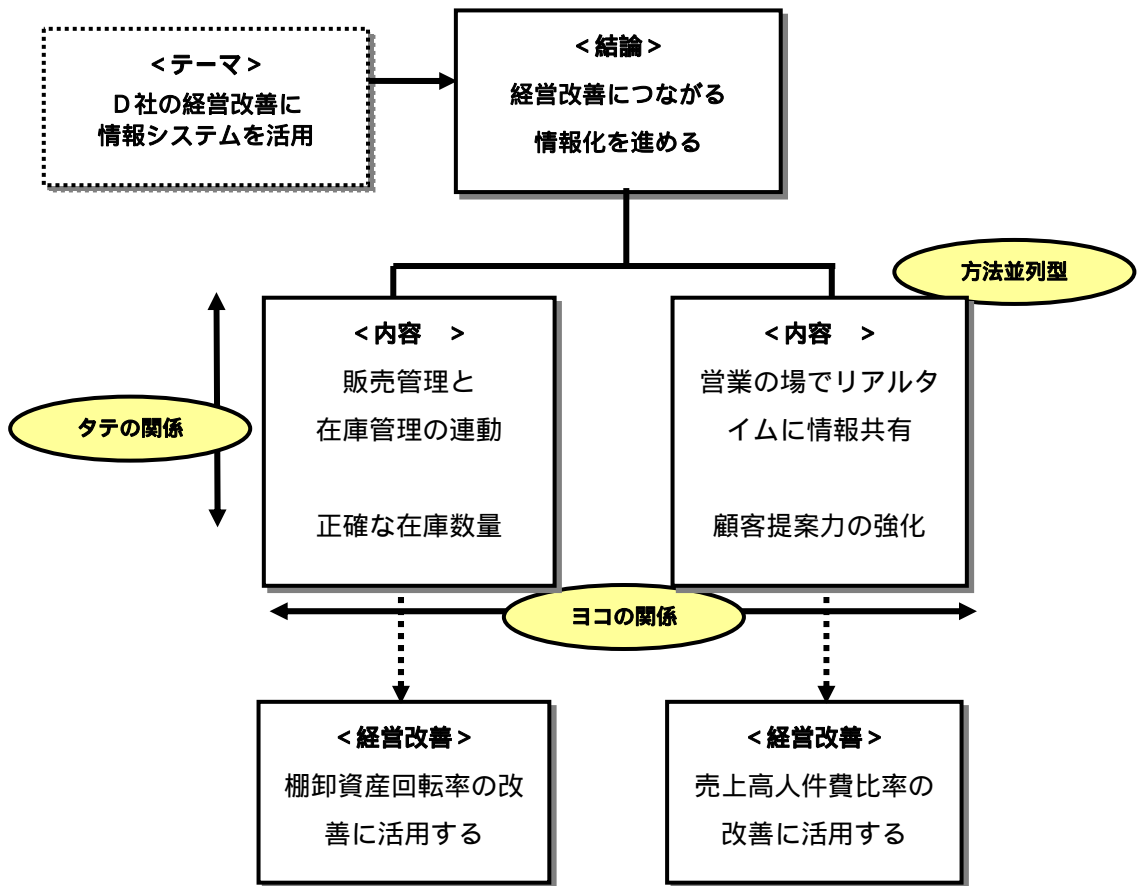 <テーマ>
D社の経営改善に
情報システムを活用
<結論>
経営改善につながる
情報化を進める
方法並列型
タテの関係
<内容　>
販売管理と
在庫管理の連動
正確な在庫数量
<内容　>
営業の場でリアルタ
イムに情報共有
顧客提案力の強化
ヨコの関係
<経営改善>
棚卸資産回転率の改
善に活用する
<経営改善>
売上高人件費比率の
改善に活用する